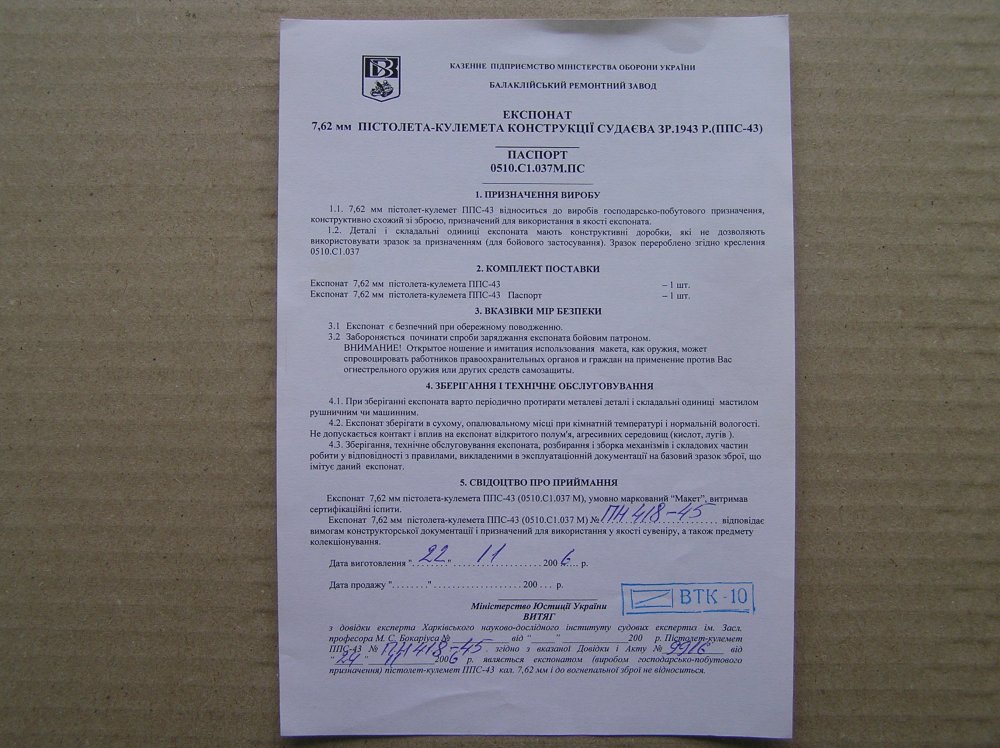 КАЗЕННЕ ПІДПРИЄМСТВО МІНІСТЕРСТВА ОБОРОНИ УКРАЇНИ
БАЛАКЛІЙСЬКИЙ РЕМОНТНИЙ ЗАВОД
ЕКСПОНАТ
7,62 мм ПІСТОЛЕТА-КУЛЕМЕТА КОНСТРУКЦІЇ СУДАЄВА ЗР.1943 Р.(ППС-43)
ПАСПОРТ
0510.С1.037М.ПС
1. ПРИЗНАЧЕННЯ ВИРОБУ
1.1. 7,62 мм пістолет-кулемет ППС-43 відноситься до виробів господарсько-побутового призначення,
конструктивно схожий зі зброєю, призначений для використання в якості експоната.
1.2. Деталі і складальні одиниці експоната мають конструктивні доробки, які не дозволяють
використовувати зразок за призначенням (для бойового застосування). Зразок перероблено згідно креслення
0510.С1.037
2. КОМПЛЕКТ ПОСТАВКИ
Експонат 7,62 мм пістолета-кулемета ППС-43 – 1 шт.
Експонат 7,62 мм пістолета-кулемета ППС-43 Паспорт – 1 шт.
3. ВКАЗІВКИ МІР БЕЗПЕКИ
3.1 Експонат є безпечний при обережному поводженню.
3.2 Забороняється починати спроби заряджання експоната бойовим патроном.
ВНИМАНИЕ! Открытое ношение и имитация использования макета, как оружия, может
спровоцировать работников правоохранительных органов и граждан на применение против Вас
огнестрельного оружия или других средств самозащиты.
4. ЗБЕРІГАННЯ І ТЕХНІЧНЕ ОБСЛУГОВУВАННЯ
4.1. При зберіганні експоната варто періодично протирати металеві деталі і складальні одиниці мастилом
рушничним чи машинним.
4.2. Експонат зберігати в сухому, опалювальному місці при кімнатній температурі і нормальній вологості.
Не допускається контакт і вплив на експонат відкритого полум'я, агресивних середовищ (кислот, лугів ).
4.3. Зберігання, технічне обслуговування експоната, розбирання і зборка механізмів і складових частин
робити у відповідності з правилами, викладеними в эксплуатаціонній документації на базовий зразок зброї, що
імітує даний експонат.
5. СВІДОЦТВО ПРО ПРИЙМАННЯ
Експонат 7,62 мм пістолета-кулемета ППС-43 (0510.С1.037 М), умовно маркований “Макет”, витримав
сертифікаційні іспити.
Експонат 7,62 мм пістолета-кулемета ППС-43 (0510.С1.037 М) № ПН 418-45 відповідає
вимогам конструкторської документації і призначений для використання у якості сувеніру, а також предмету
колекціонування.
Дата виготовлення "22" 11 2006 р.
Дата продажу "........" ..................... 200 ... р.
ВТК - 10
Міністерство Юстиції України
ВИТЯГ
з довідки експерта Харківського науково-дослідного інституту судових експертиз ім. Засл.
професора М. С. Бокаріуса № ____________ від “_____” ______________200 р. Пістолет-кулемет
ППС-43 № ПН 418-45 згідно з вказаної Довідки і Акту № 9916 від
"24" 11 2006 р. являється експонатом (виробом господарсько-побутового
призначення) пістолет-кулемет ППС-43 кал. 7,62 мм і до вогнепальної зброї не відноситься.